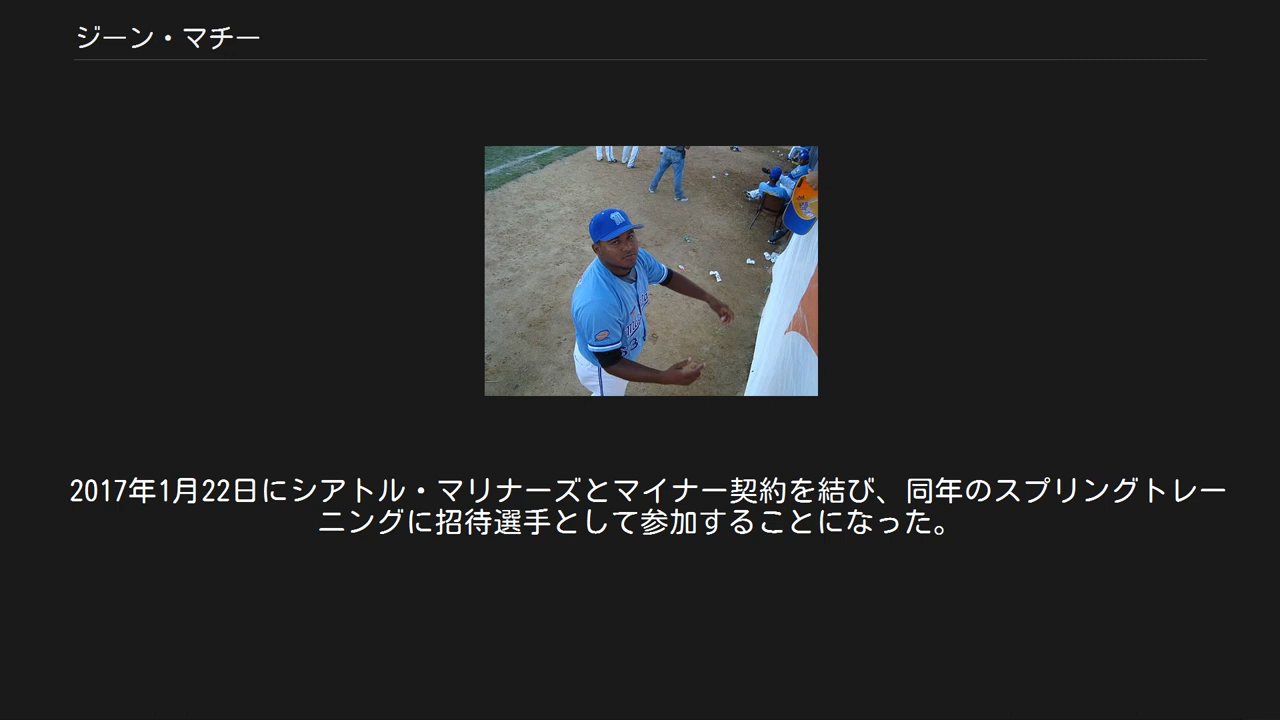 ジーン・マチー
2017年1月22日にシアトル・マリナーズとマイナー契約を結び、同年のスプリングトレー
ニングに招待選手として参加することになった。